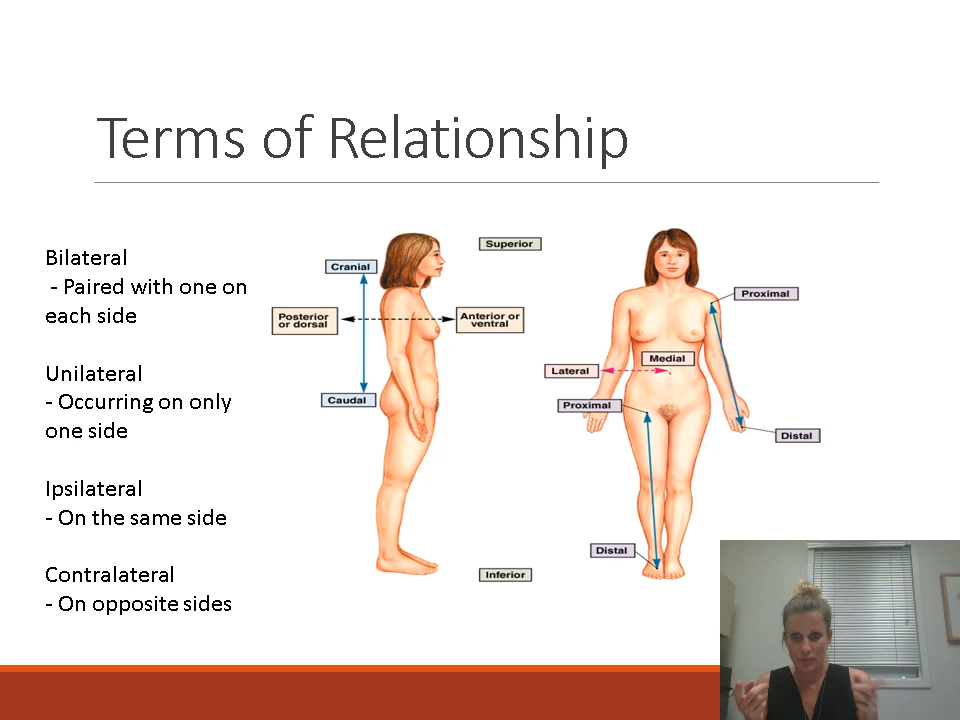 Terms of Relationship
Bilateral
- Paired with one on
each side
Unilateral
- Occurring on only
one side
Ipsilateral
- On the same side
Contralateral
- On opposite sides
Superior
Cranial
Posterior
or dorsal
Anterior or
ventral
Caudal
Inferior
Proximal
Medial
Lateral
Proximal
Distal
Distal